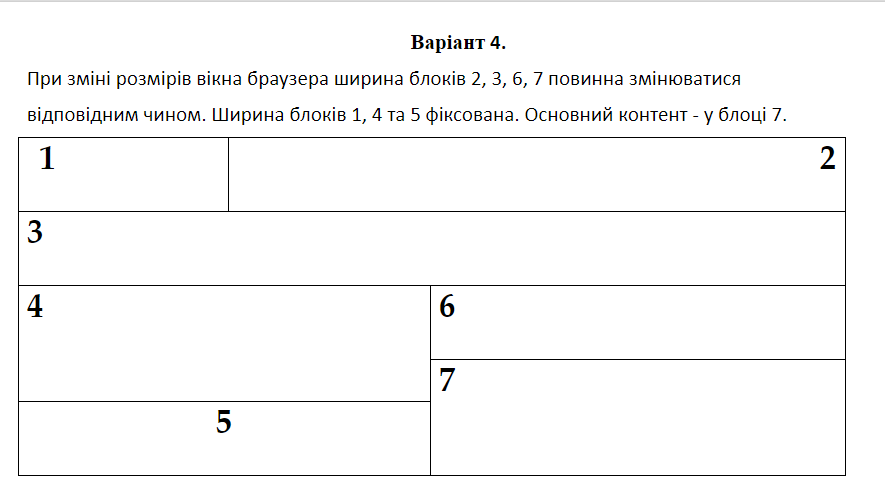 Варіант 4.
При зміні розмірів вікна браузера ширина блоків 2, 3, 6, 7 повинна змінюватися
відповідним чином. Ширина блоків 1, 4 та 5 фіксована. Основний контент - у блоці 7.
1 2
3
4 6
7
5